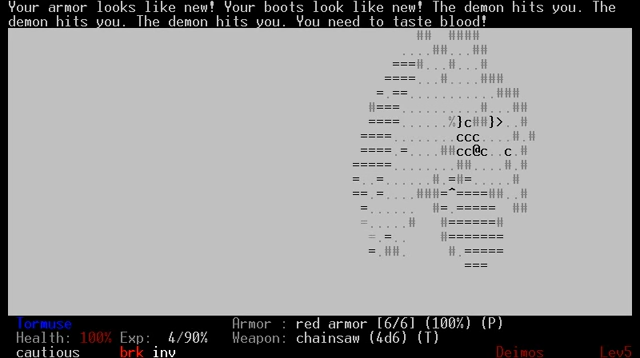 Your armor looks like new! Your boots look like new! The demon hits you. The
demon hits you. The demon hits you. You need to taste blood!
Tormuse Armor : red armor [6/6] (100%) (P)
Health: 100% Exp: 4/90% Weapon: chainsaw (4d6) (T)
cautious brk inv Deimos Lev5